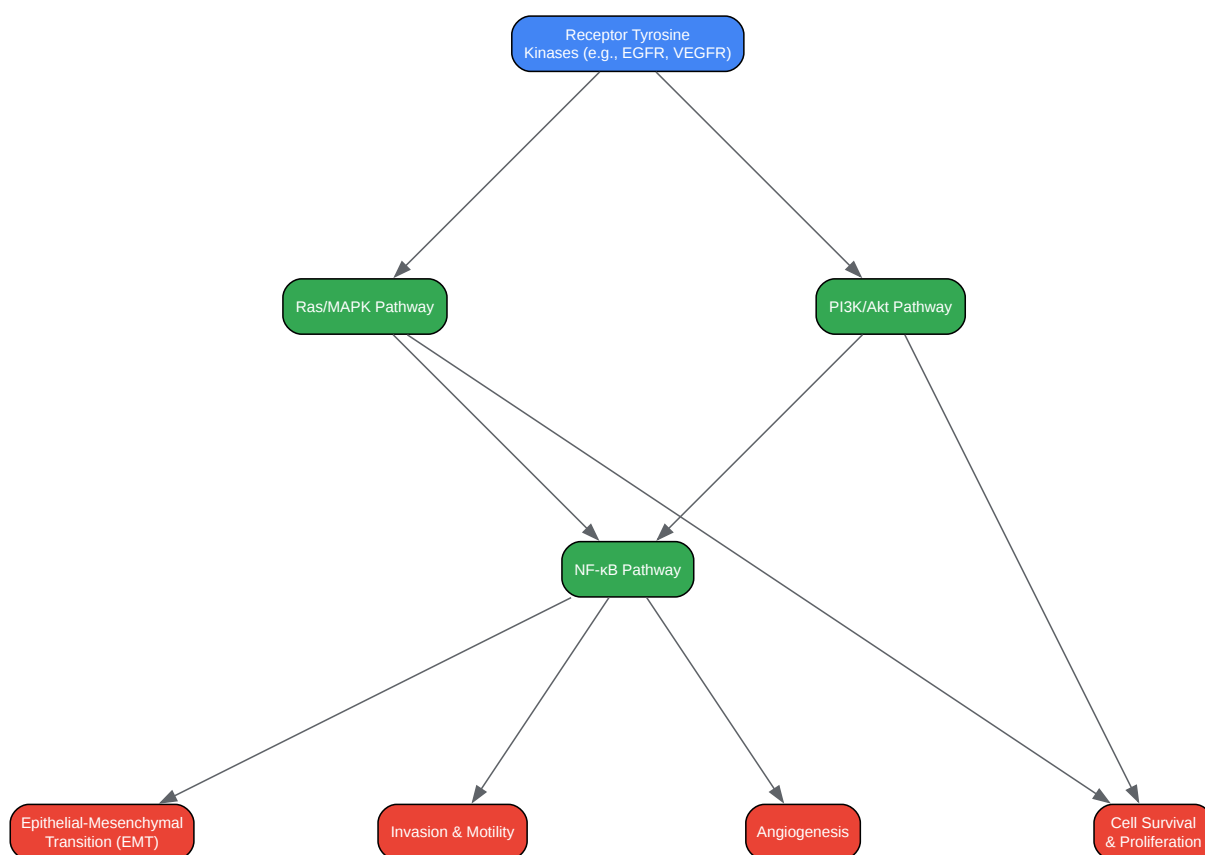 Receptor Tyrosine
Kinases (e.g., EGFR, VEGFR)
Ras/MAPK Pathway
PI3K/Akt Pathway
NF-κB Pathway
Epithelial-Mesenchymal
Transition (EMT)
Invasion & Motility
Angiogenesis
Cell Survival
& Proliferation